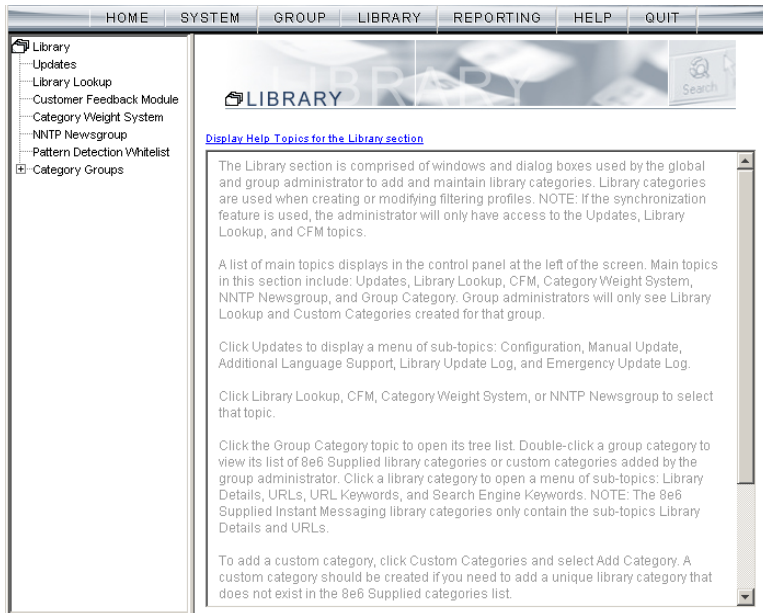 HOME SYSTEM GROUP LIBRARY REPORTING HELP QUIT
Library
Updates
Library Lookup
Customer Feedback Module
Category Weight System
NNTP Newsgroup
Pattern Detection Whitelist
Category Groups
LIBRARY
Search
LIBRARY
Display Help Topics for the Library section
The Library section is comprised of windows and dialog boxes used by the global
and group administrator to add and maintain library categories. Library categories
are used when creating or modifying filtering profiles. NOTE: If the synchronization
feature is used, the administrator will only have access to the Updates, Library
Lookup, and CFM topics.
A list of main topics displays in the control panel at the left of the screen. Main topics
in this section include: Updates, Library Lookup, CFM, Category Weight System,
NNTP Newsgroup, and Group Category. Group administrators will only see Library
Lookup and Custom Categories created for that group.
Click Updates to display a menu of sub-topics: Configuration, Manual Update,
Additional Language Support, Library Update Log, and Emergency Update Log.
Click Library Lookup, CFM, Category Weight System, or NNTP Newsgroup to select
that topic.
Click the Group Category topic to open its tree list. Double-click a group category to
view its list of 8e6 Supplied library categories or custom categories added by the
group administrator. Click a library category to open a menu of sub-topics: Library
Details, URLs, URL Keywords, and Search Engine Keywords. NOTE: The 8e6
Supplied Instant Messaging library categories only contain the sub-topics Library
Details and URLs.
To add a custom category, click Custom Categories and select Add Category. A
custom category should be created if you need to add a unique library category that
does not exist in the 8e6 Supplied categories list.